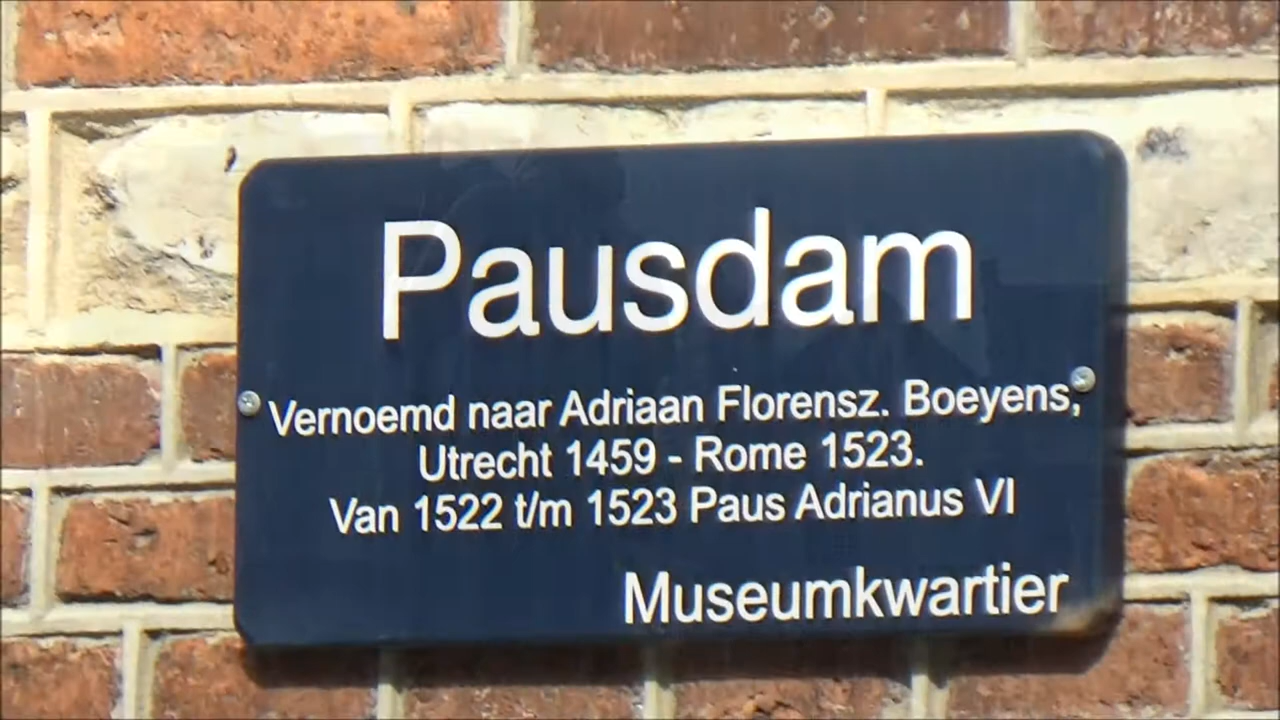 Pausdam
Vernoemd naar Adriaan Florensz. Boeyens,
Utrecht 1459 - Rome 1523.
Van 1522 t/m 1523 Paus Adrianus VI
Museumkwartier